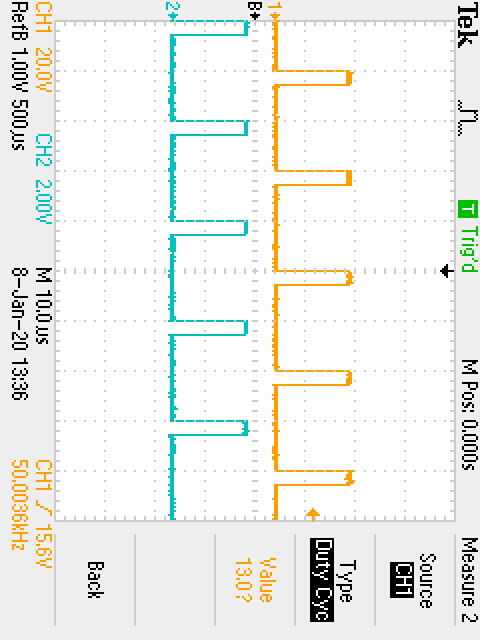 Tek T Trig'd M Pos: 0.000s Measure 2
Source
CH1
Type
Duty Cyc
1
Value
B
13.0?
2
Back
CH1 20.0V CH2 2.00V M 10.0µs CH1 15.6V
RefB 1.00V 500µs 8-Jan-20 13:36 50.0036kHz